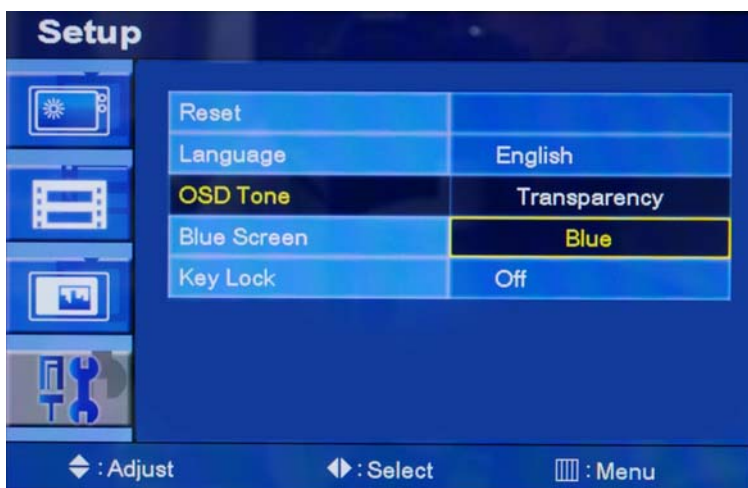 Setup
Reset
Language English
OSD Tone Transparency
Blue Screen Blue
Key Lock Off
: Adjust : Select : Menu